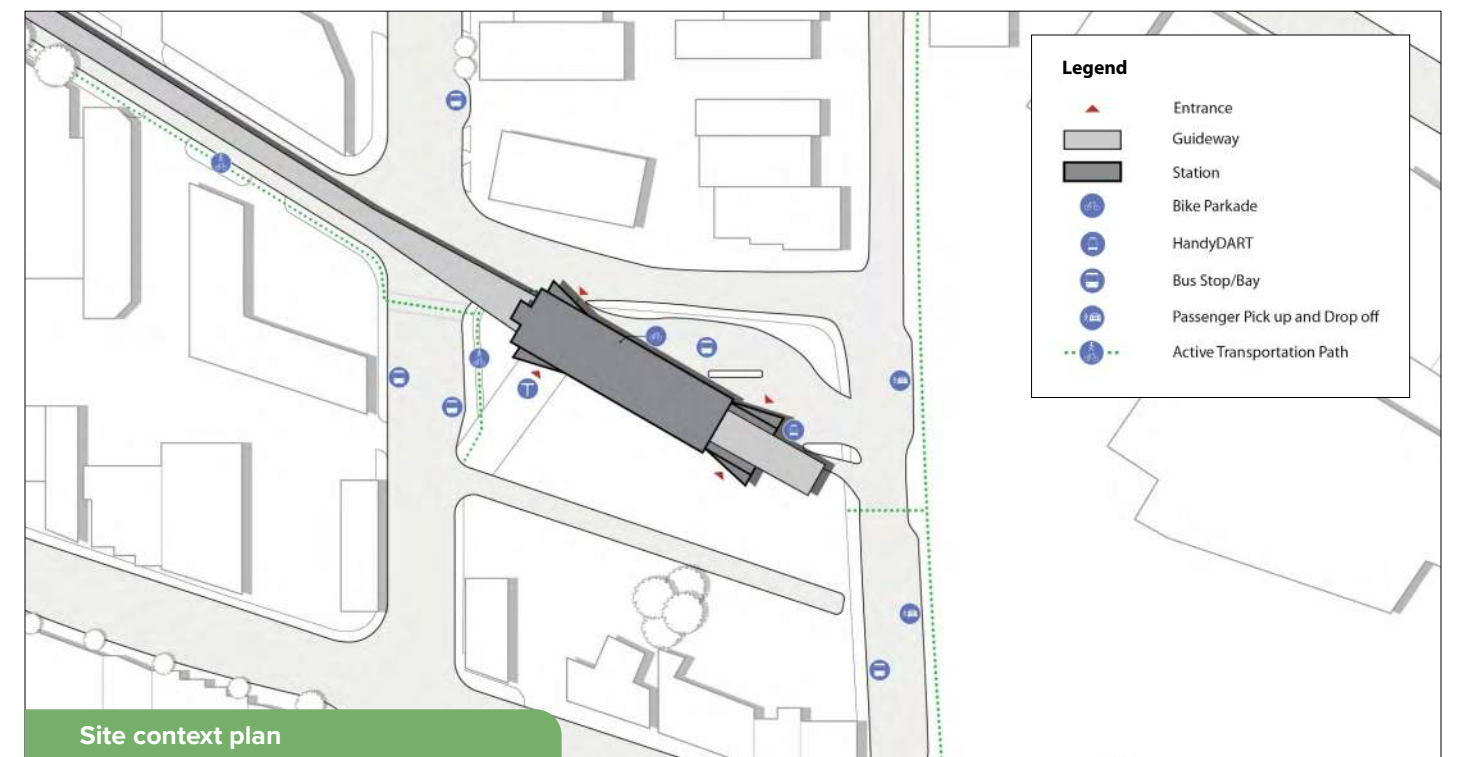 Legend
Entrance
Guideway
Station
Bike Parkade
HandyDART
Bus Stop/Bay
Passenger Pick up and Drop off
Active Transportation Path
T
Site context plan